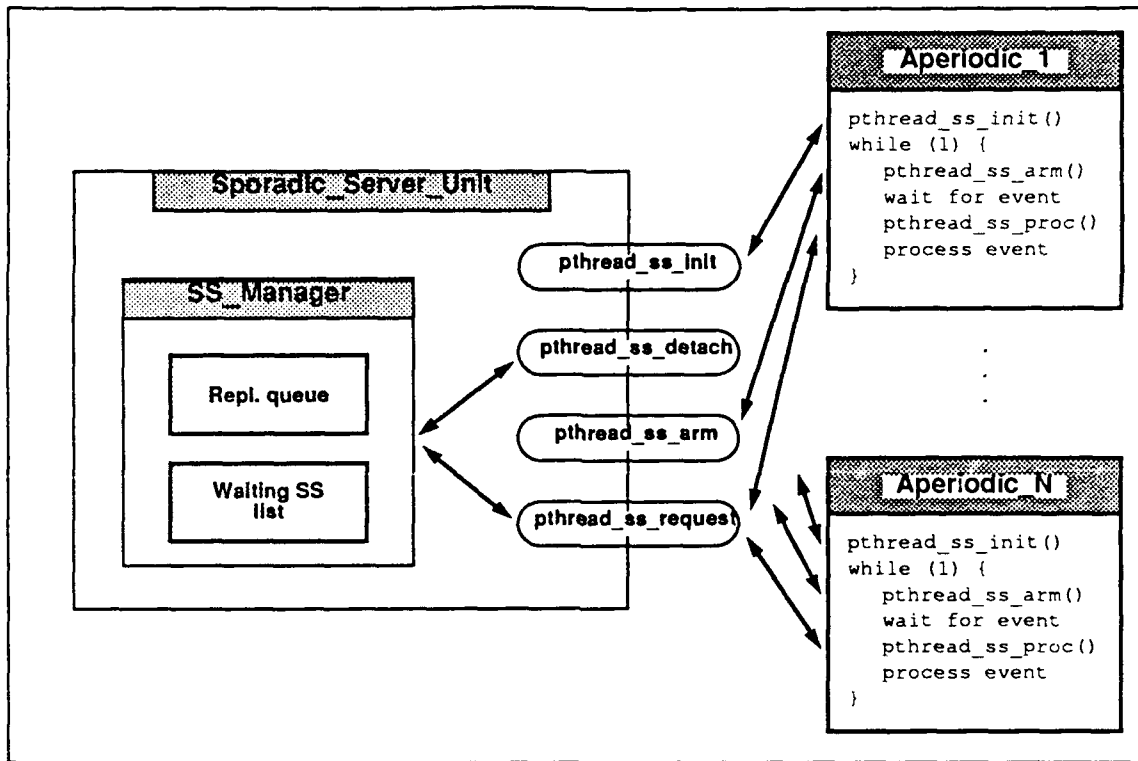 Sporadic_Server_Unit
SS_Manager
Repl. queue
Waiting SS
list
pthread_ss_init
pthread_ss_detach
pthread_ss_arm
pthread_ss_request
Aperiodic_1
pthread_ss_init()
while (1) {
pthread_ss_arm()
wait for event
pthread_ss_proc()
process event
}
.
.
.
Aperiodic_N
pthread_ss_init()
while (1) {
pthread_ss_arm()
wait for event
pthread_ss_proc()
process event
}